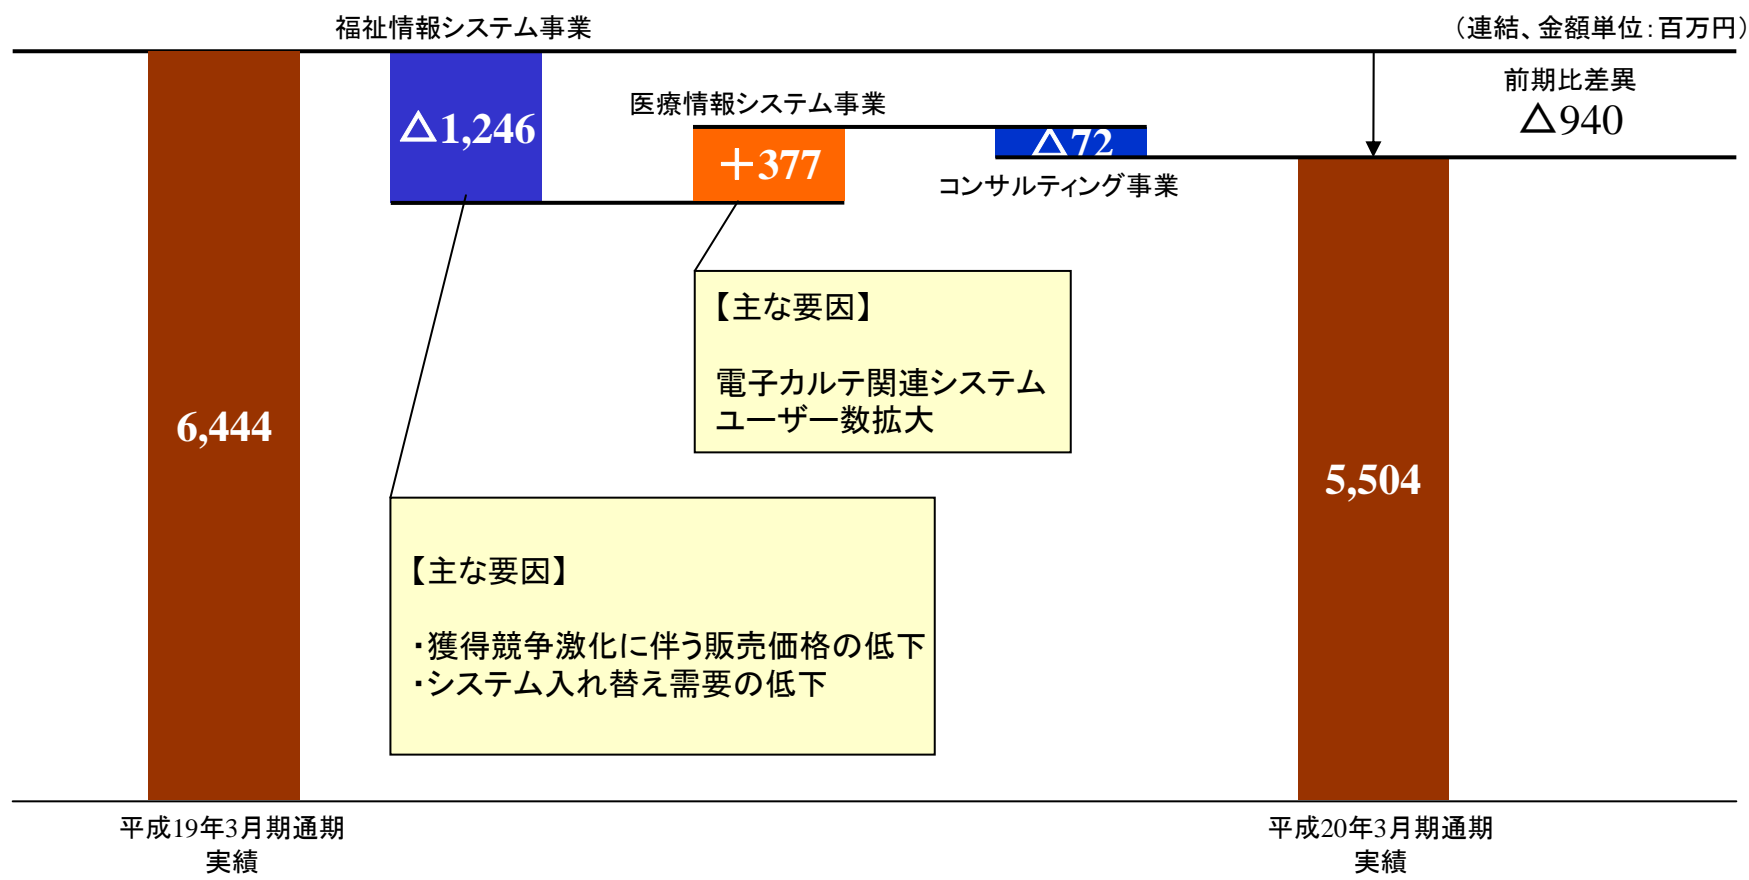 福祉情報システム事業
（連結、金額単位：百万円）
前期比差異
△940
△1,246
医療情報システム事業
＋377
△72
コンサルティング事業
【主な要因】
電子カルテ関連システム
ユーザー数拡大
6,444
5,504
【主な要因】
・獲得競争激化に伴う販売価格の低下
・システム入れ替え需要の低下
平成19年3月期通期
実績
平成20年3月期通期
実績